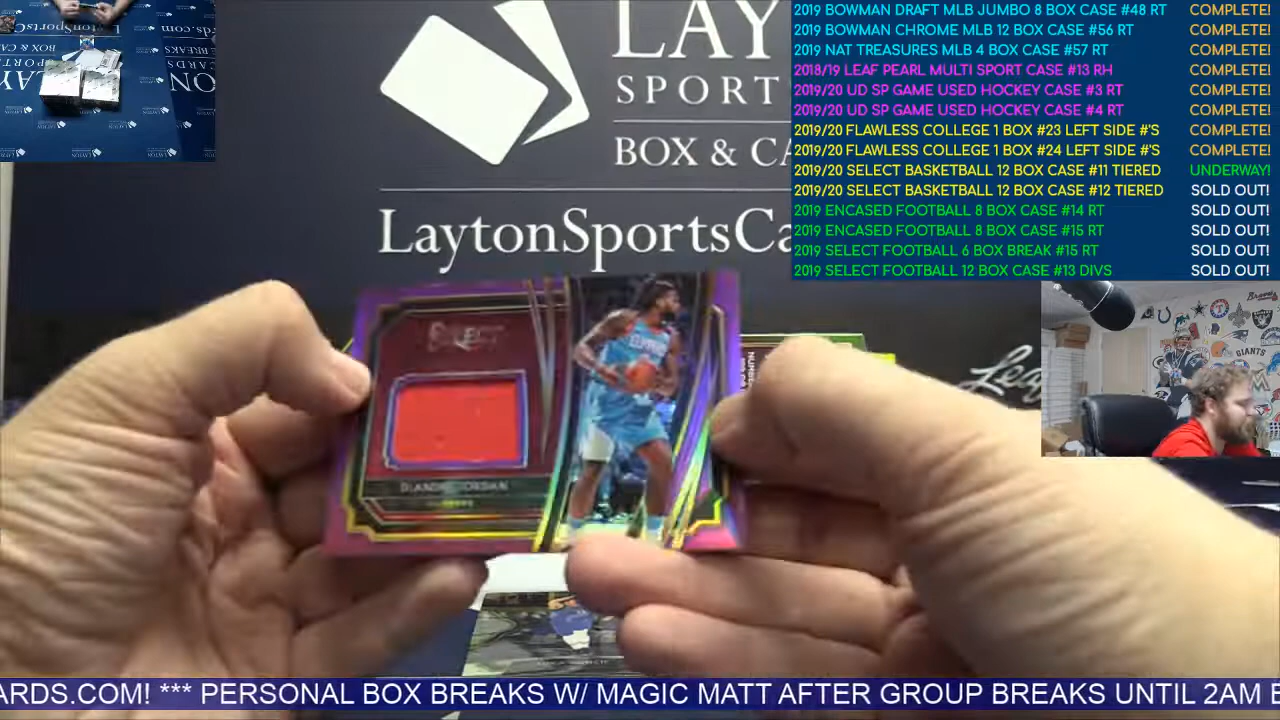 LAY
SPORT
BOX & CA
LaytonSportsCa
2019 BOWMAN DRAFT MLB JUMBO 8 BOX CASE #48 RT COMPLETE!
2019 BOWMAN CHROME MLB 12 BOX CASE #56 RT COMPLETE!
2019 NAT TREASURES MLB 4 BOX CASE #57 RT COMPLETE!
2018/19 LEAF PEARL MULTI SPORT CASE #13 RH COMPLETE!
2019/20 UD SP GAME USED HOCKEY CASE #3 RT COMPLETE!
2019/20 UD SP GAME USED HOCKEY CASE #4 RT COMPLETE!
2019/20 FLAWLESS COLLEGE 1 BOX #23 LEFT SIDE #'S COMPLETE!
2019/20 FLAWLESS COLLEGE 1 BOX #24 LEFT SIDE #'S COMPLETE!
2019/20 SELECT BASKETBALL 12 BOX CASE #11 TIERED UNDERWAY!
2019/20 SELECT BASKETBALL 12 BOX CASE #12 TIERED SOLD OUT!
2019 ENCASED FOOTBALL 8 BOX CASE #14 RT SOLD OUT!
2019 ENCASED FOOTBALL 8 BOX CASE #15 RT SOLD OUT!
2019 SELECT FOOTBALL 6 BOX BREAK #15 RT SOLD OUT!
2019 SELECT FOOTBALL 12 BOX CASE #13 DIVS SOLD OUT!
GIANTS
Leaf
SELECT
DEANDRE JORDAN
ARDS.COM! *** PERSONAL BOX BREAKS W/ MAGIC MATT AFTER GROUP BREAKS UNTIL 2AM E